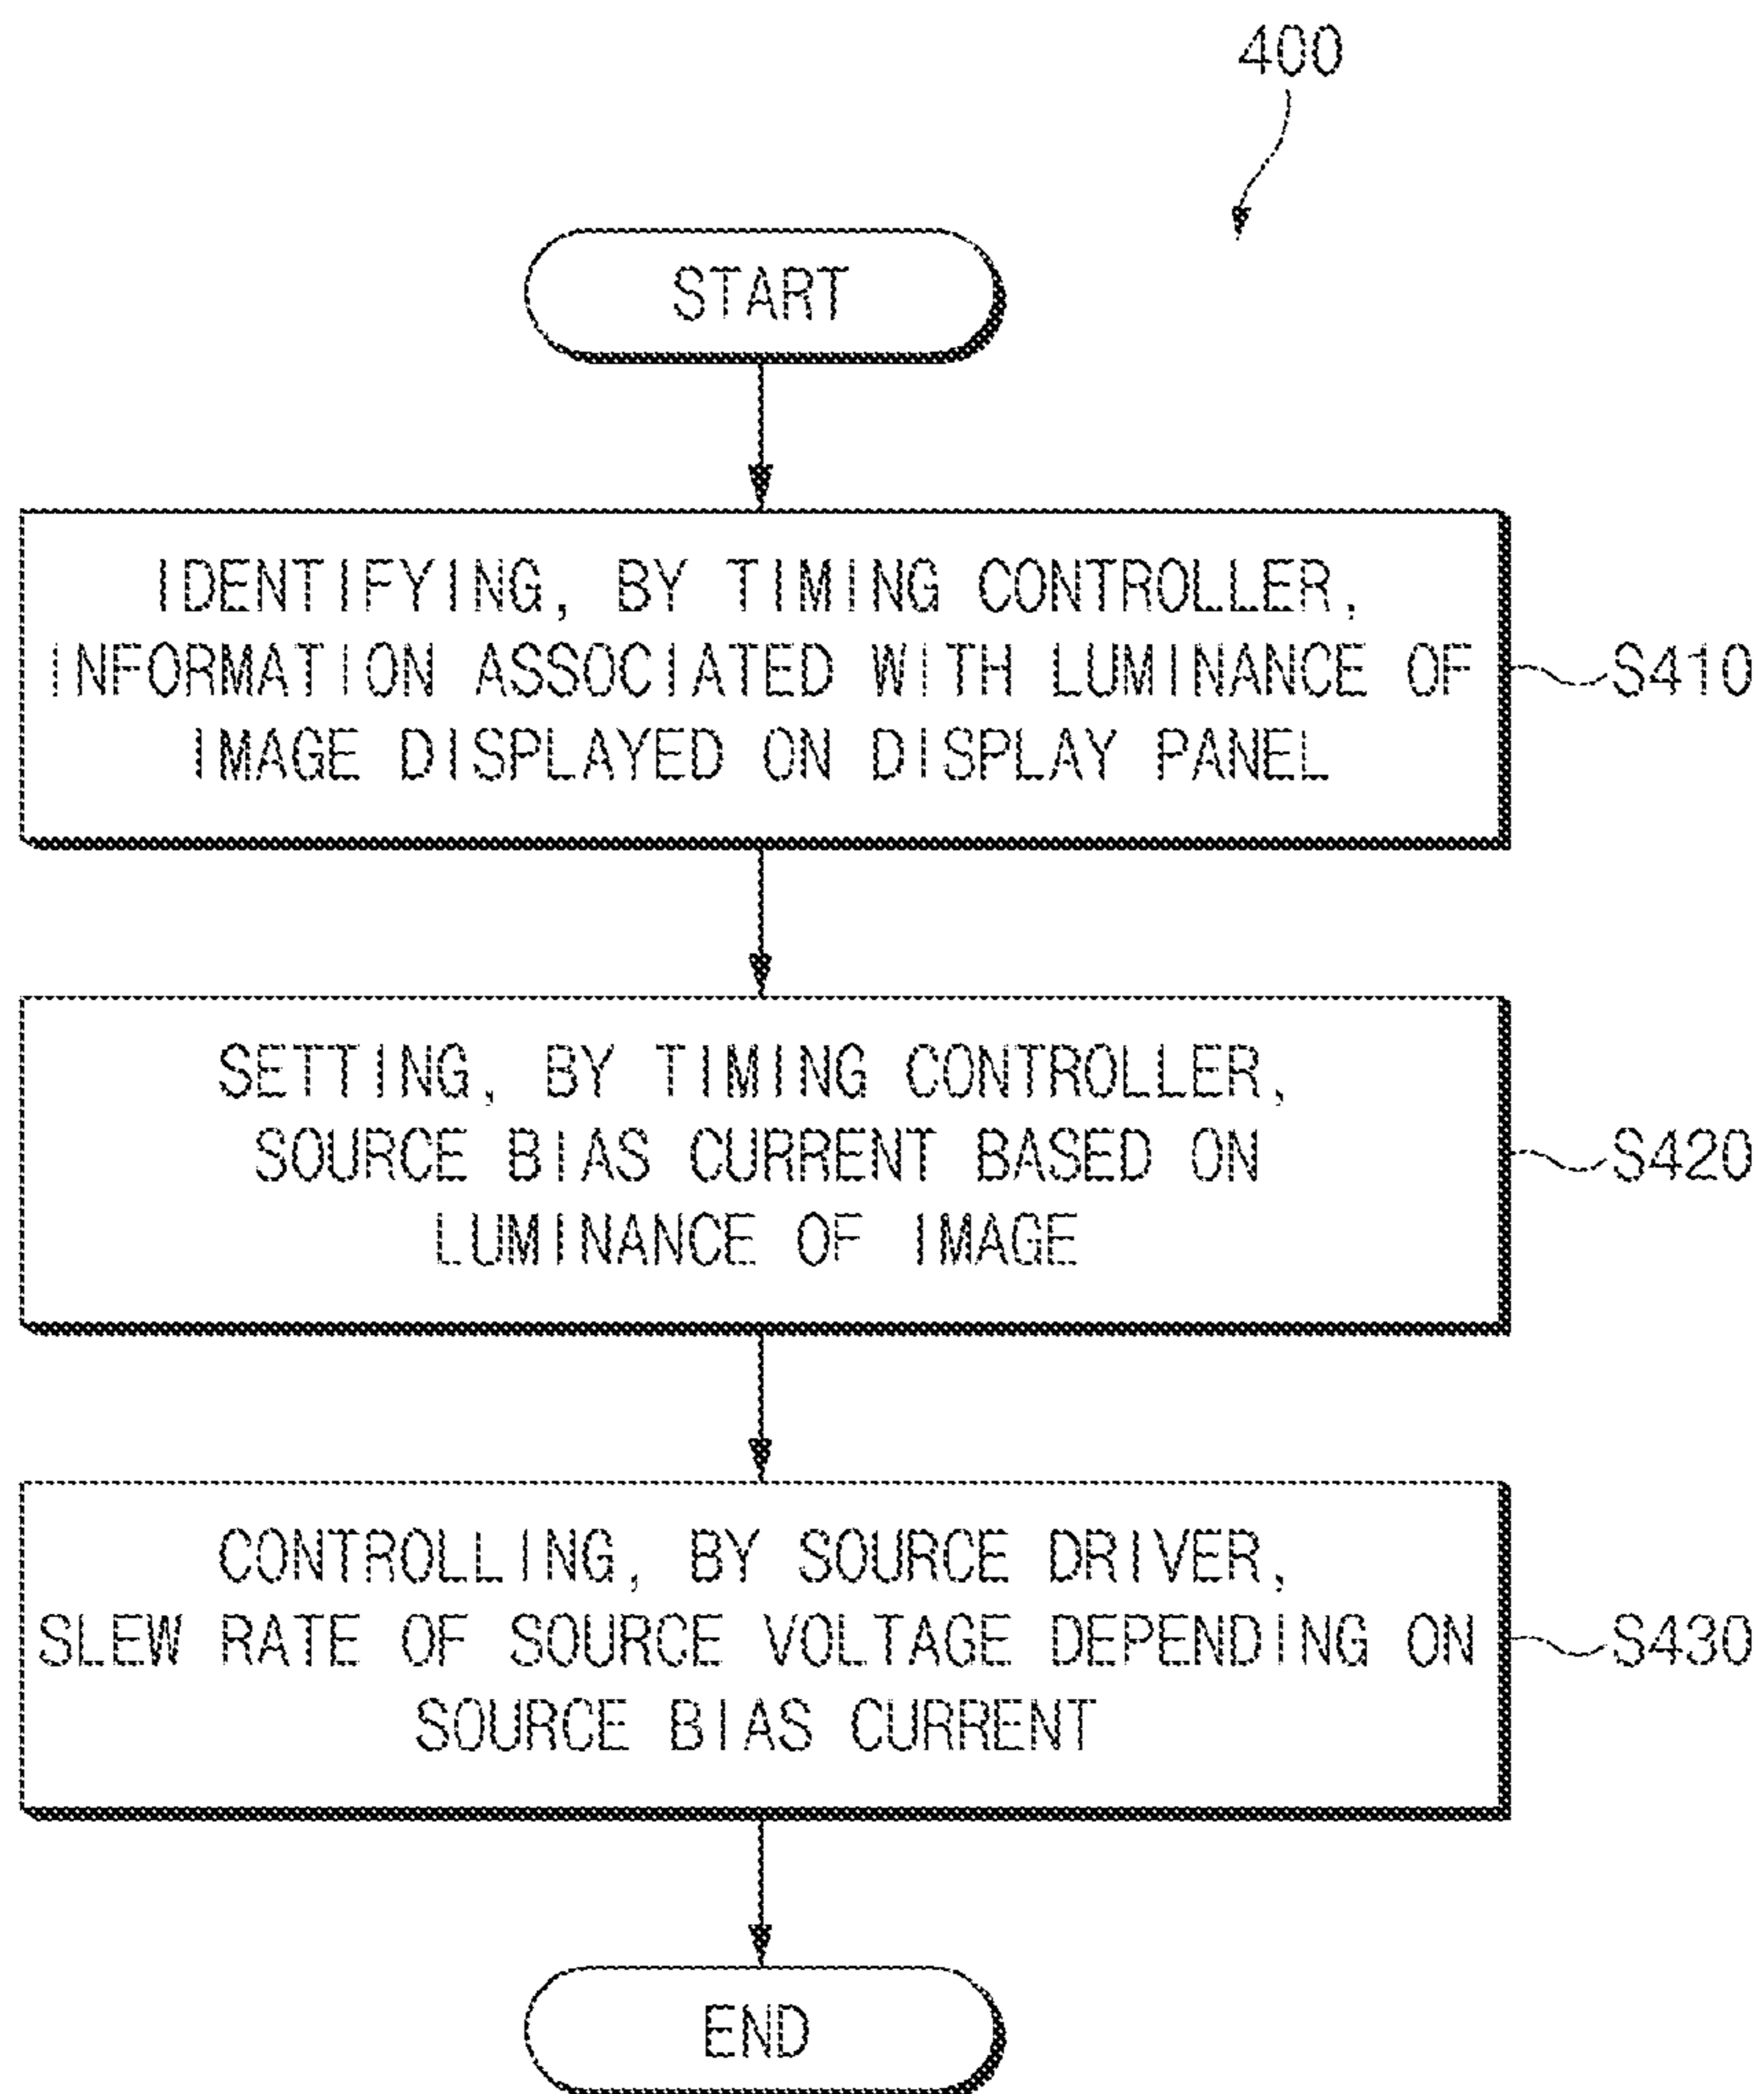 400
START
IDENTIFYING, BY TIMING CONTROLLER,
INFORMATION ASSOCIATED WITH LUMINANCE OF
IMAGE DISPLAYED ON DISPLAY PANEL
S410
SETTING, BY TIMING CONTROLLER,
SOURCE BIAS CURRENT BASED ON
LUMINANCE OF IMAGE
S420
CONTROLLING, BY SOURCE DRIVER,
SLEW RATE OF SOURCE VOLTAGE DEPENDING ON
SOURCE BIAS CURRENT
S430
END